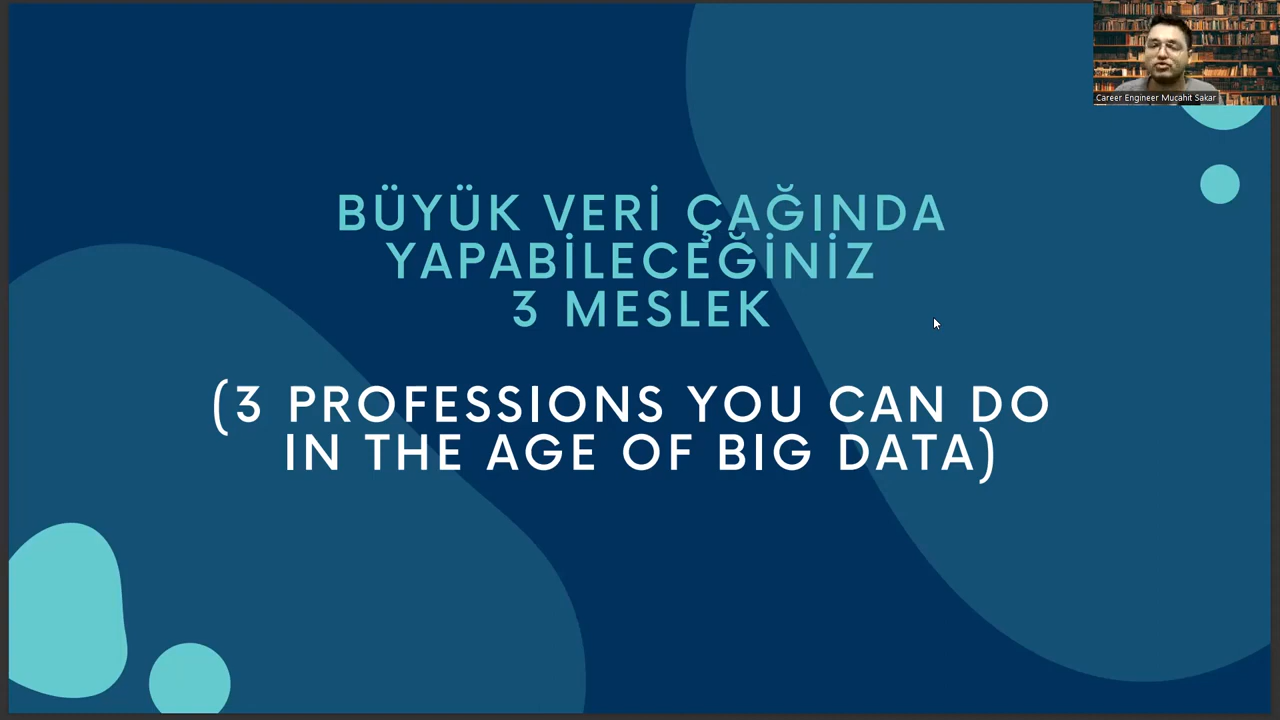 Career Engineer Mucahit Sakar
BÜYÜK VERİ ÇAĞINDA
YAPABİLECEĞİNİZ
3 MESLEK
(3 PROFESSIONS YOU CAN DO
IN THE AGE OF BIG DATA)